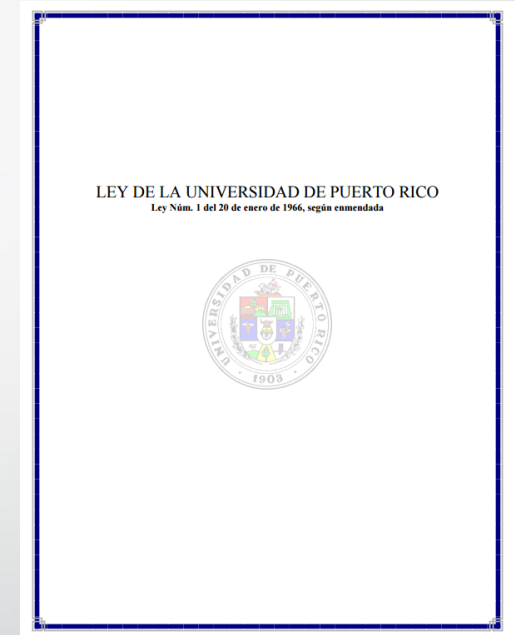 LEY DE LA UNIVERSIDAD DE PUERTO RICO
Ley Núm. 1 del 20 de enero de 1966, según enmendada
UNIVERSIDAD DE PUERTO RICO
· 1903 ·